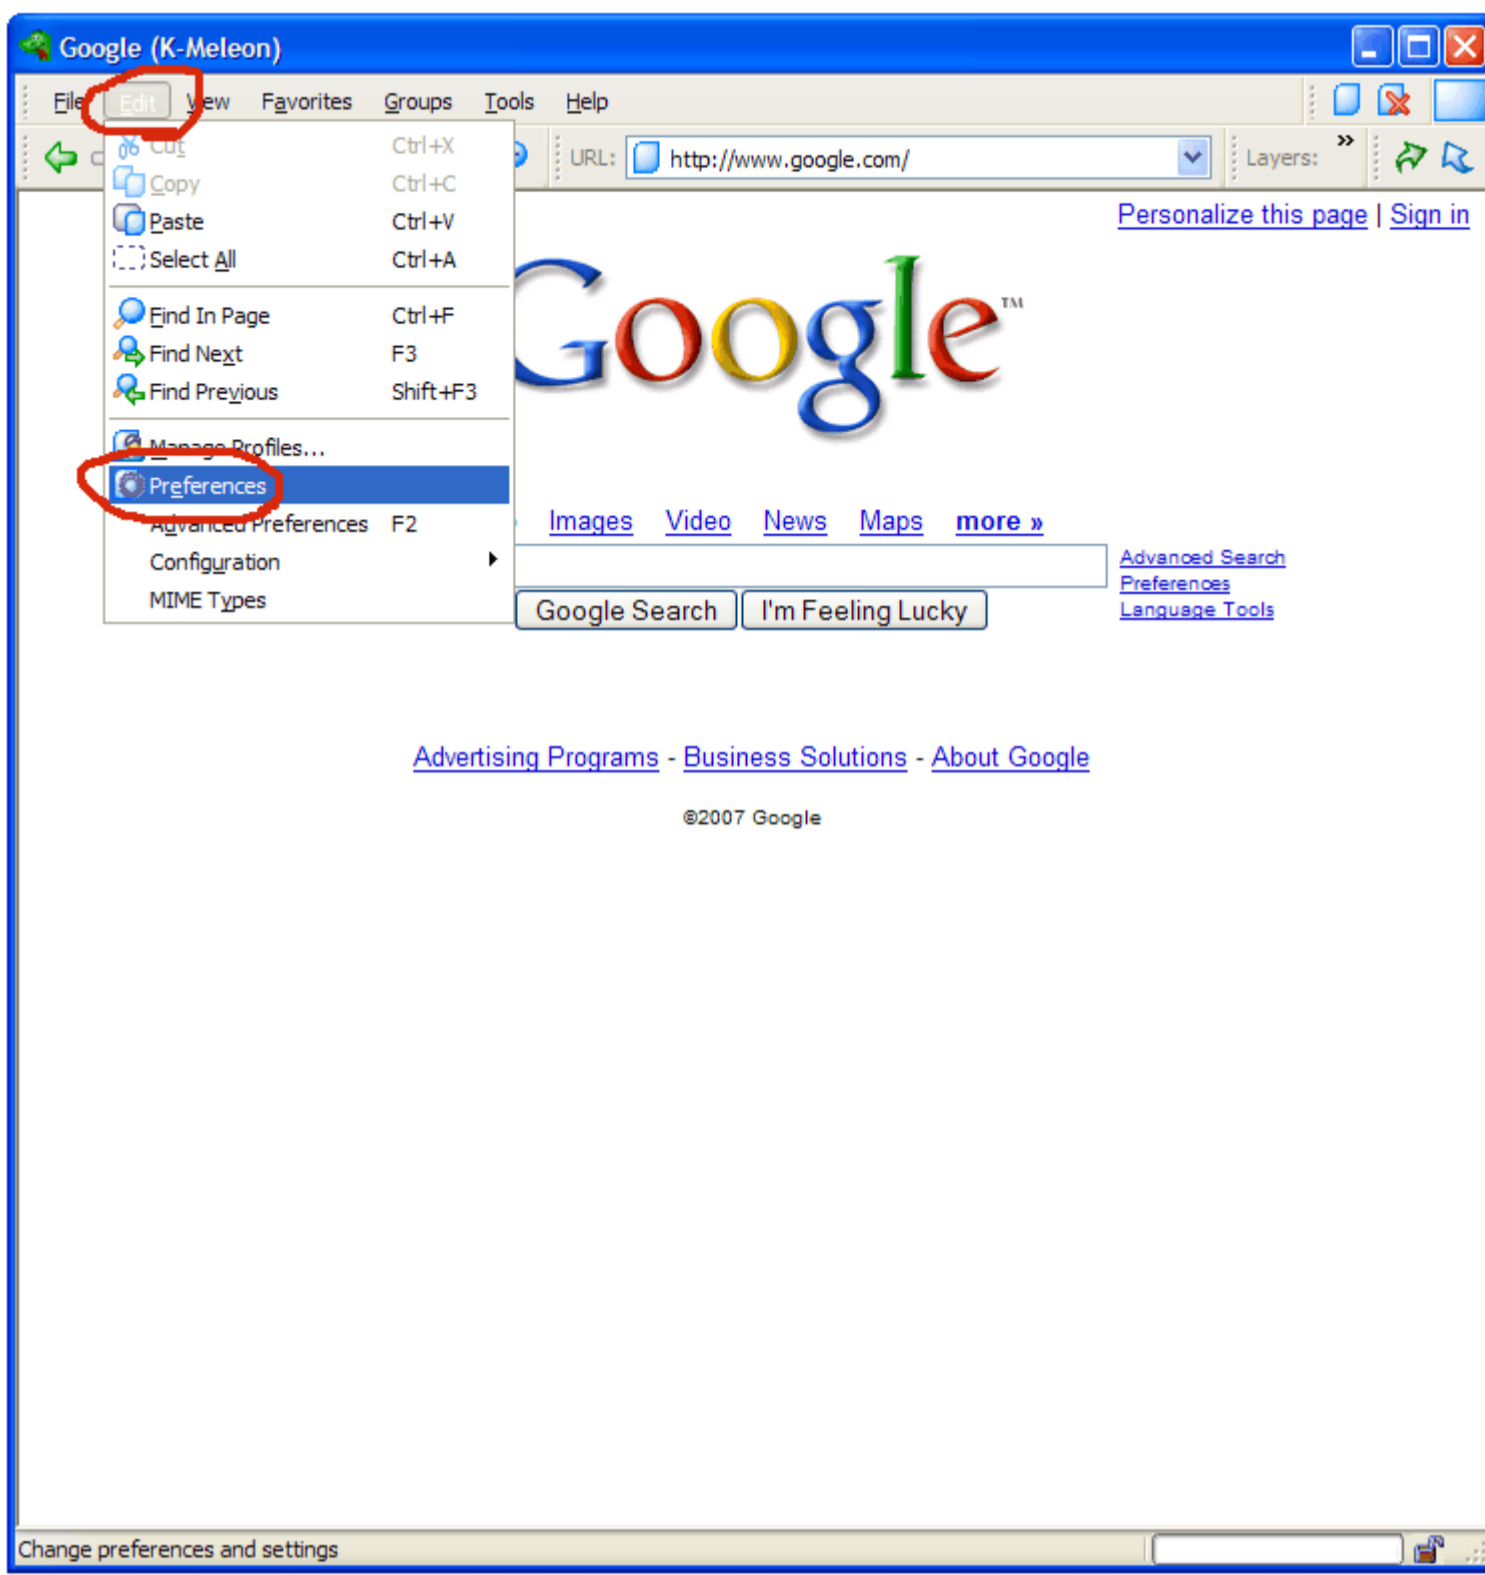 Google (K-Meleon)
File Edit View Favorites Groups Tools Help
URL: http://www.google.com/ Layers: »
Cut Ctrl+X
Copy Ctrl+C
Paste Ctrl+V
Select All Ctrl+A
Find In Page Ctrl+F
Find Next F3
Find Previous Shift+F3
Manage Profiles...
Preferences
Advanced Preferences F2
Configuration
MIME Types
Personalize this page | Sign in
Google™
Images Video News Maps more »
Advanced Search
Preferences
Language Tools
Google Search I'm Feeling Lucky
Advertising Programs - Business Solutions - About Google
©2007 Google
Change preferences and settings